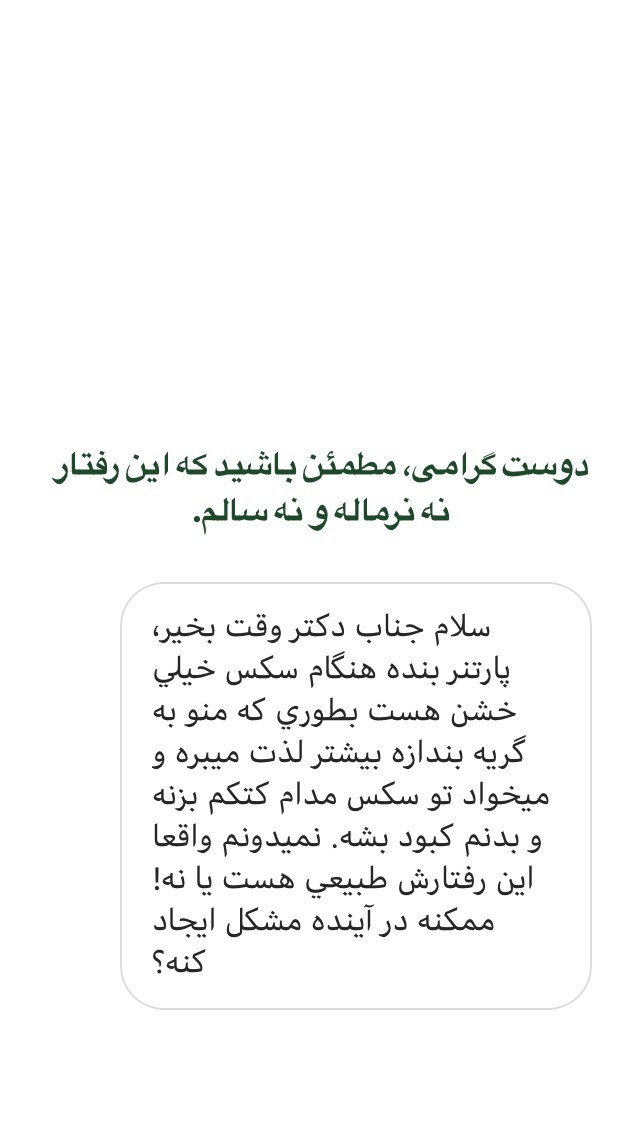 دوست گرامی، مطمئن باشید که این رفتار
نه نرماله و نه سالم.
سلام جناب دکتر وقت بخیر،
پارتنر بنده هنگام سکس خیلي
خشن هست بطوري که منو به
گریه بندازه بیشتر لذت میبره و
میخواد تو سکس مدام کتکم بزنه
و بدنم کبود بشه. نمیدونم واقعا
این رفتارش طبیعي هست یا نه!
ممکنه در آینده مشکل ایجاد
کنه؟